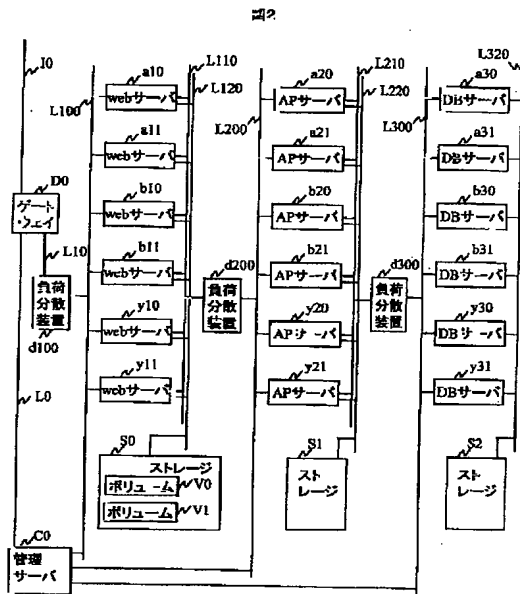 図2
I0
L100
a10
webサーバ
a11
webサーバ
b10
webサーバ
b11
webサーバ
y10
webサーバ
y11
webサーバ
L110
L120
L200
a20
APサーバ
a21
APサーバ
b20
APサーバ
b21
APサーバ
y20
APサーバ
y21
APサーバ
L210
L220
L300
L320
a30
DBサーバ
a31
DBサーバ
b30
DBサーバ
b31
DBサーバ
y30
DBサーバ
y31
DBサーバ
D0
ゲート
・ウェイ
L10
負荷
分散
装置
d100
d200
負荷
分散
装置
d300
負荷
分散
装置
L0
S0
ストレージ
ボリューム
V0
ボリューム
V1
S1
スト
レージ
S2
スト
レージ
C0
管理
サーバ